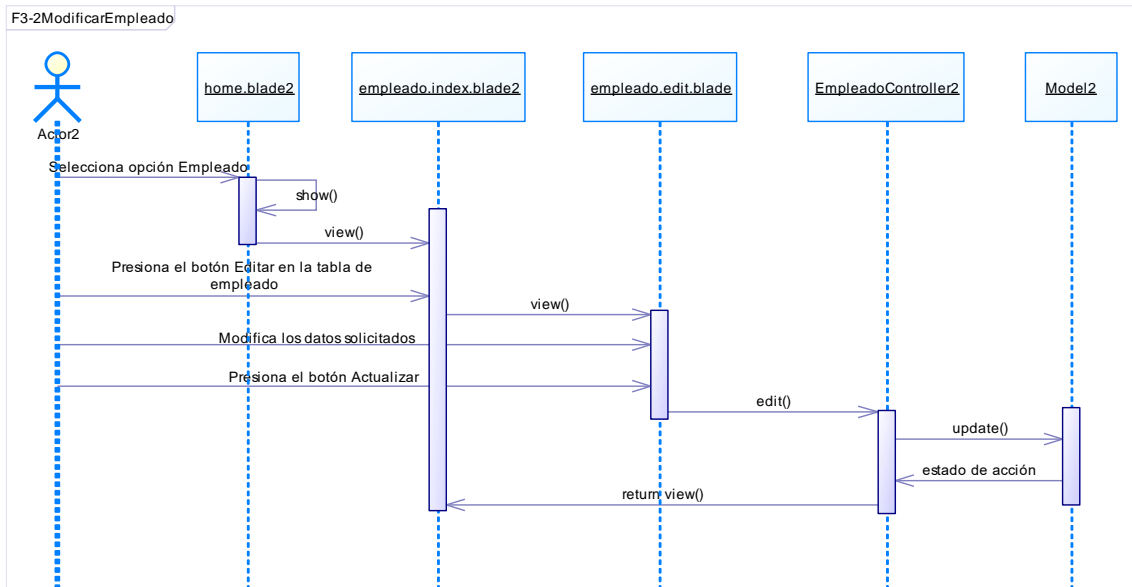 F3-2ModificarEmpleado
home.blade2
empleado.index.blade2
empleado.edit.blade
EmpleadoController2
Model2
Actor2
Selecciona opción Empleado
show()
view()
Presiona el botón Editar en la tabla de
empleado
view()
Modifica los datos solicitados
Presiona el botón Actualizar
edit()
update()
estado de acción
return view()